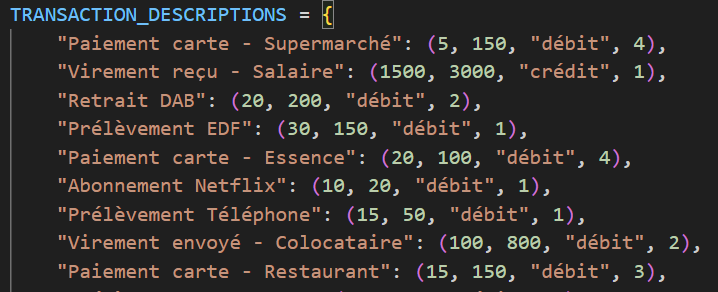 TRANSACTION_DESCRIPTIONS = {
"Paiement carte - Supermarché": (5, 150, "débit", 4),
"Virement reçu - Salaire": (1500, 3000, "crédit", 1),
"Retrait DAB": (20, 200, "débit", 2),
"Prélèvement EDF": (30, 150, "débit", 1),
"Paiement carte - Essence": (20, 100, "débit", 4),
"Abonnement Netflix": (10, 20, "débit", 1),
"Prélèvement Téléphone": (15, 50, "débit", 1),
"Virement envoyé - Colocataire": (100, 800, "débit", 2),
"Paiement carte - Restaurant": (15, 150, "débit", 3),